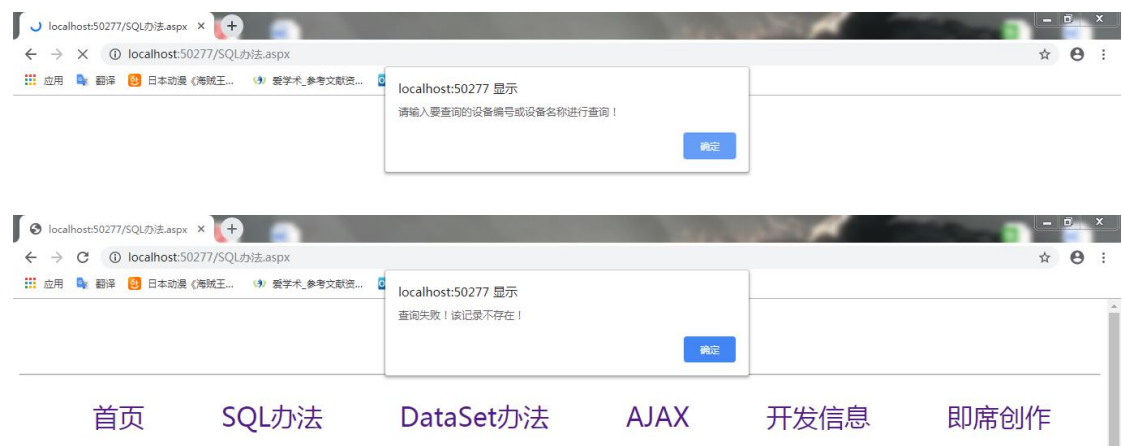 localhost:50277/SQL办法.aspx × +
localhost:50277/SQL办法.aspx
应用 翻译 日本动漫《海贼王... 爱学术_参考文献资...
localhost:50277 显示
请输入要查询的设备编号或设备名称进行查询！
确定
localhost:50277/SQL办法.aspx × +
localhost:50277/SQL办法.aspx
应用 翻译 日本动漫《海贼王... 爱学术_参考文献资...
localhost:50277 显示
查询失败！该记录不存在！
确定
首页 SQL办法 DataSet办法 AJAX 开发信息 即席创作